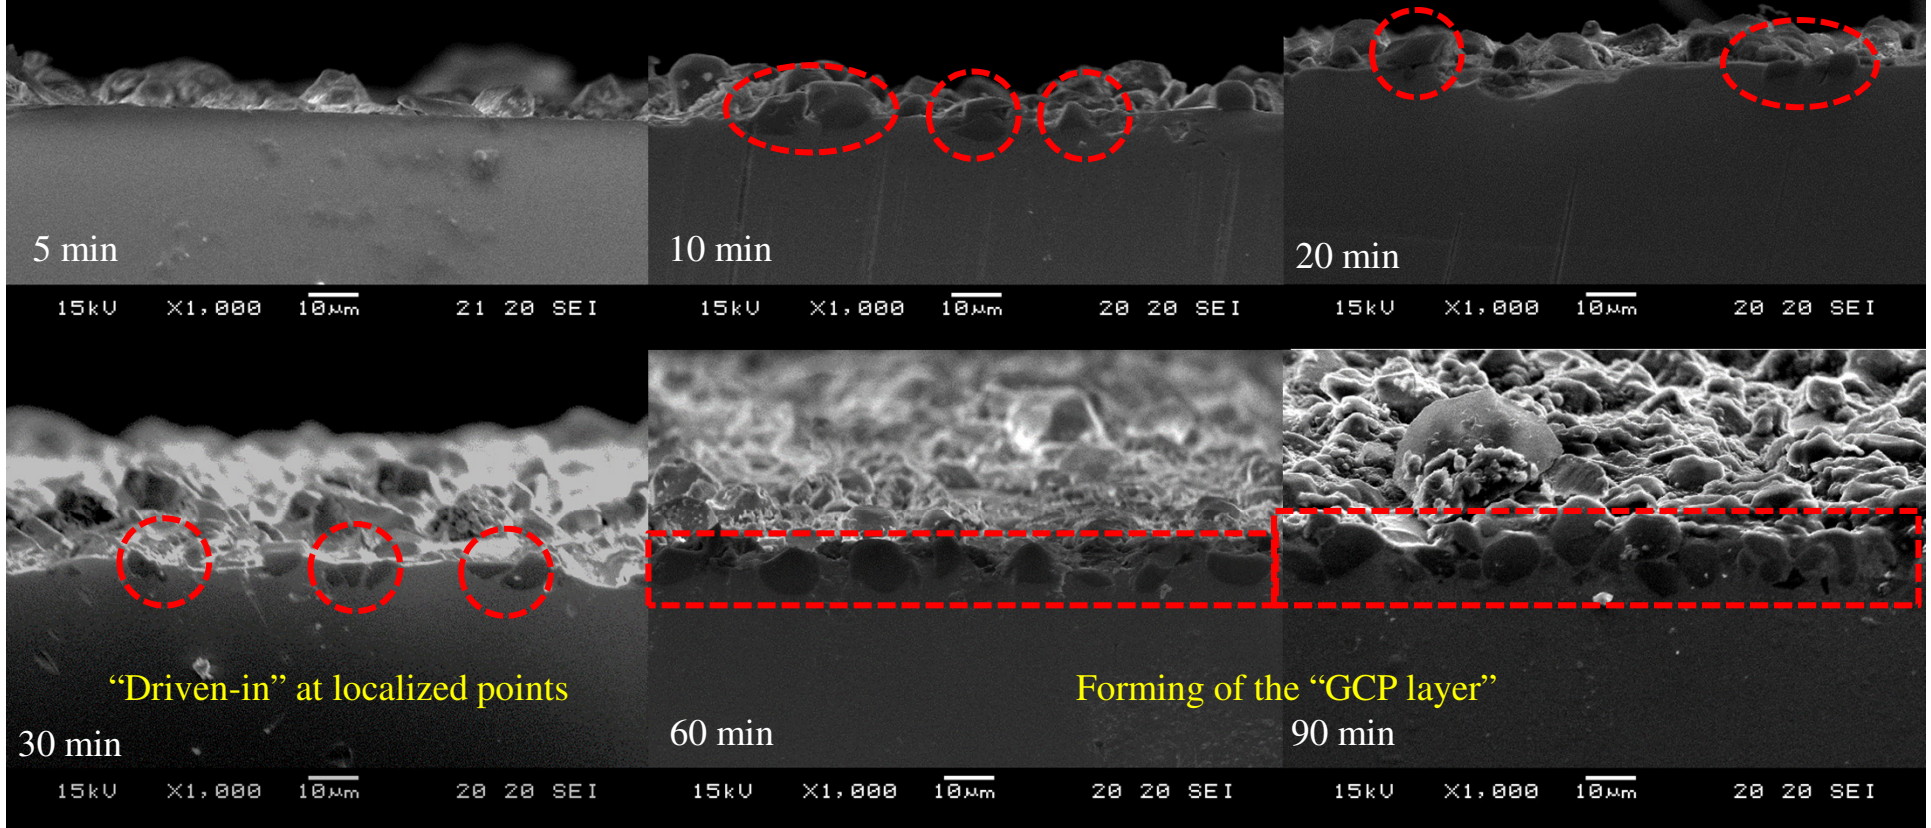 5 min
10 min
20 min
15kV X1,000 10μm 21 20 SEI
15kV X1,000 10μm 20 20 SEI
15kV X1,000 10μm 20 20 SEI
“Driven-in” at localized points
Forming of the “GCP layer”
30 min
60 min
90 min
15kV X1,000 10μm 20 20 SEI
15kV X1,000 10μm 20 20 SEI
15kV X1,000 10μm 20 20 SEI